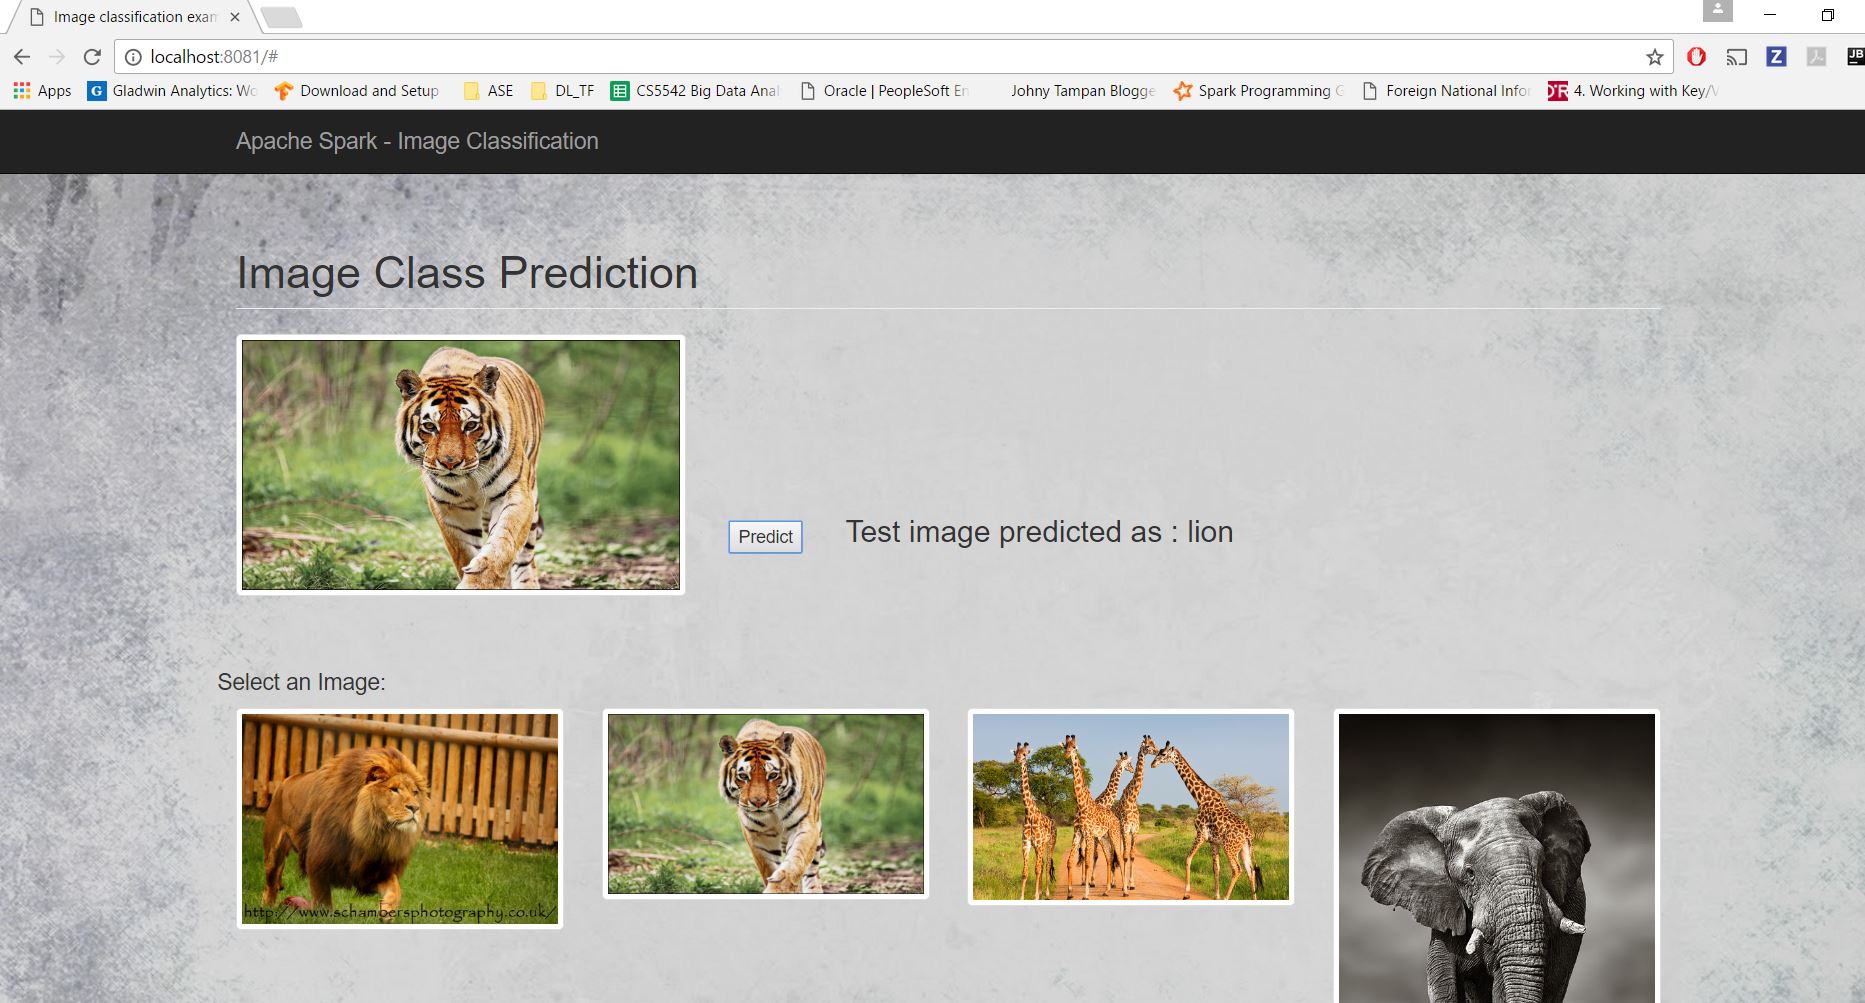 Image classification exam
localhost:8081/#
Apps Gladwin Analytics: Wo Download and Setup ASE DL_TF CS5542 Big Data Anal Oracle | PeopleSoft En Johny Tampan Blogge Spark Programming G Foreign National Infor 4. Working with Key/V
Apache Spark - Image Classification
Image Class Prediction
Predict
Test image predicted as : lion
Select an Image:
http://www.schambersphotography.co.uk/